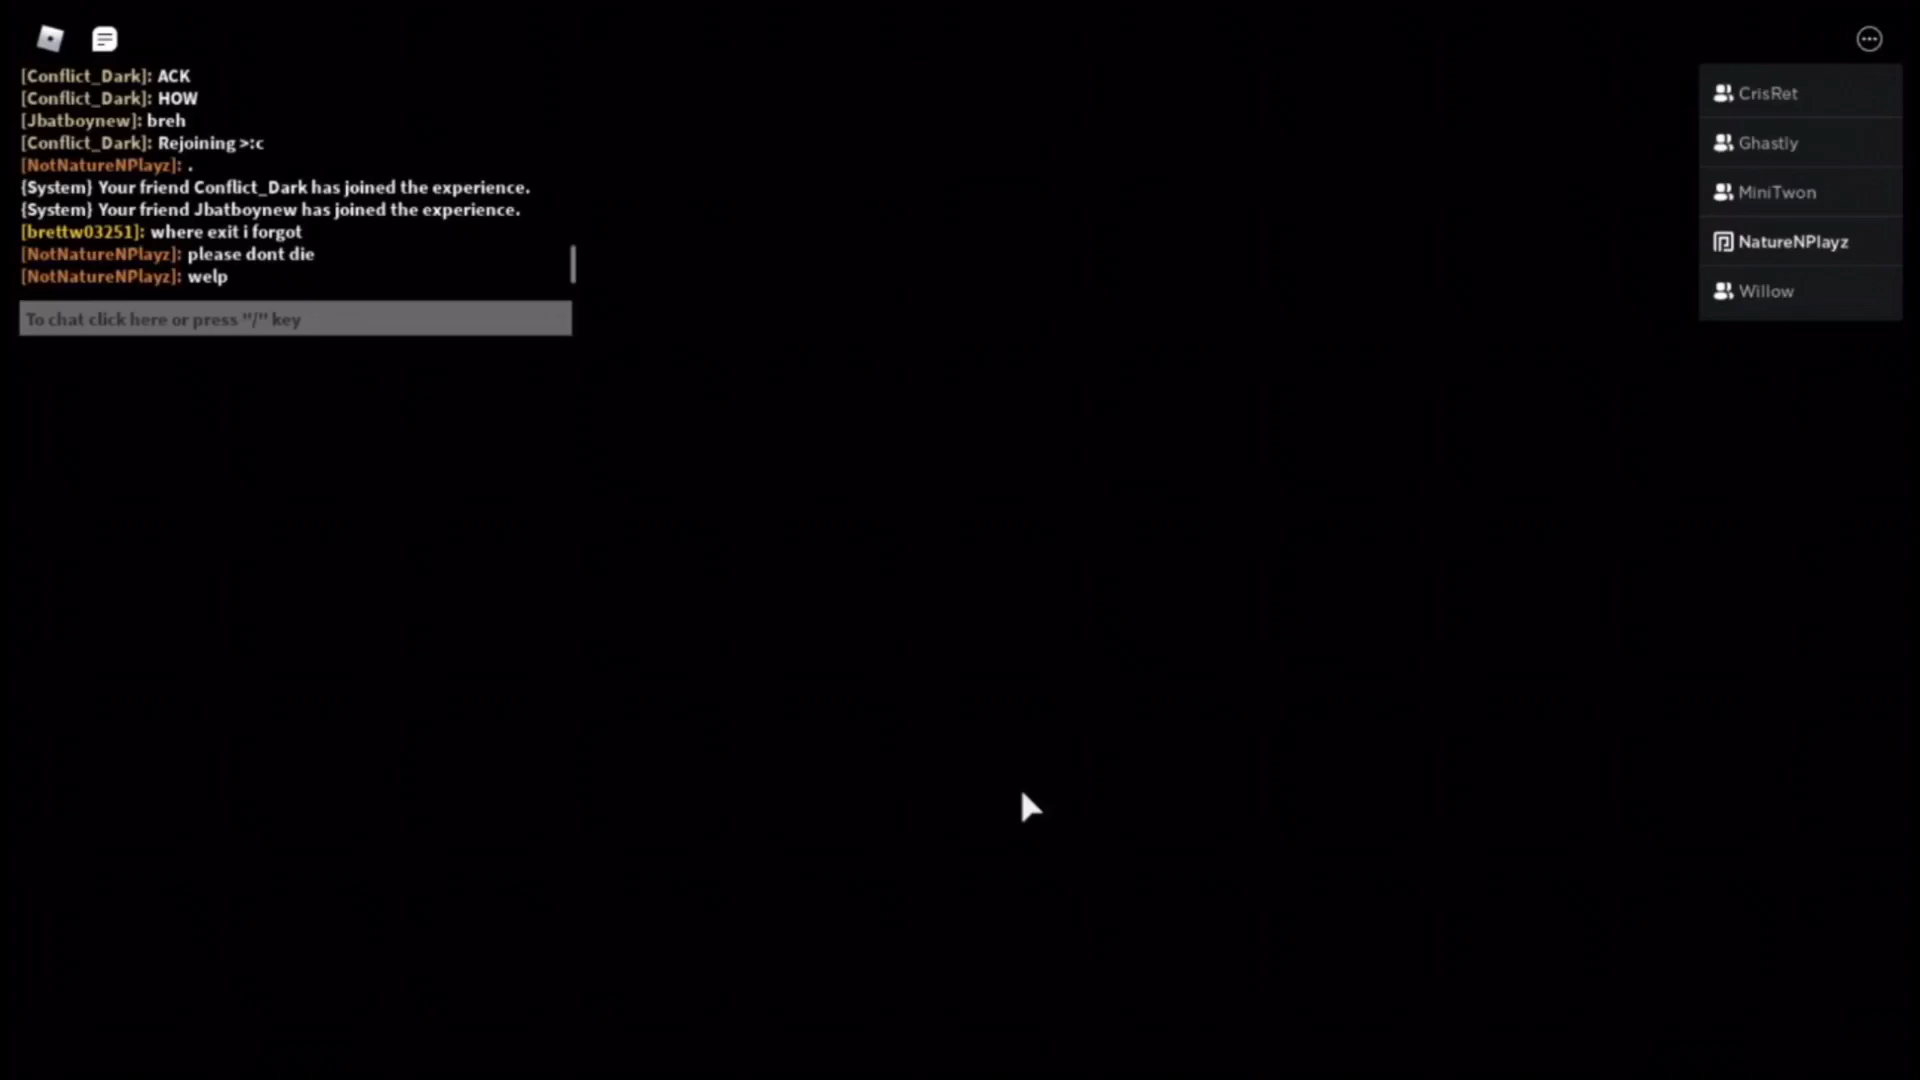 [Conflict_Dark]: ACK
[Conflict_Dark]: HOW
[Jbatboynew]: breh
[Conflict_Dark]: Rejoining >:c
[NotNatureNPlayz]: .
{System} Your friend Conflict_Dark has joined the experience.
{System} Your friend Jbatboynew has joined the experience.
[brettw03251]: where exit i forgot
[NotNatureNPlayz]: please dont die
[NotNatureNPlayz]: welp
To chat click here or press "/" key
CrisRet
Ghastly
MiniTwon
NatureNPlayz
Willow